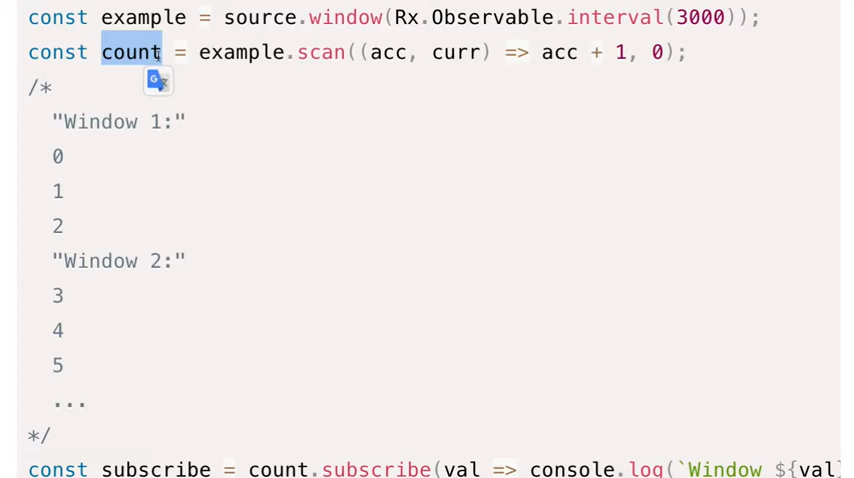 const example = source.window(Rx.Observable.interval(3000));
const count = example.scan((acc, curr) => acc + 1, 0);
/*
"Window 1:"
0
1
2
"Window 2:"
3
4
5
...
*/
const subscribe = count.subscribe(val => console.log(`Window ${val}